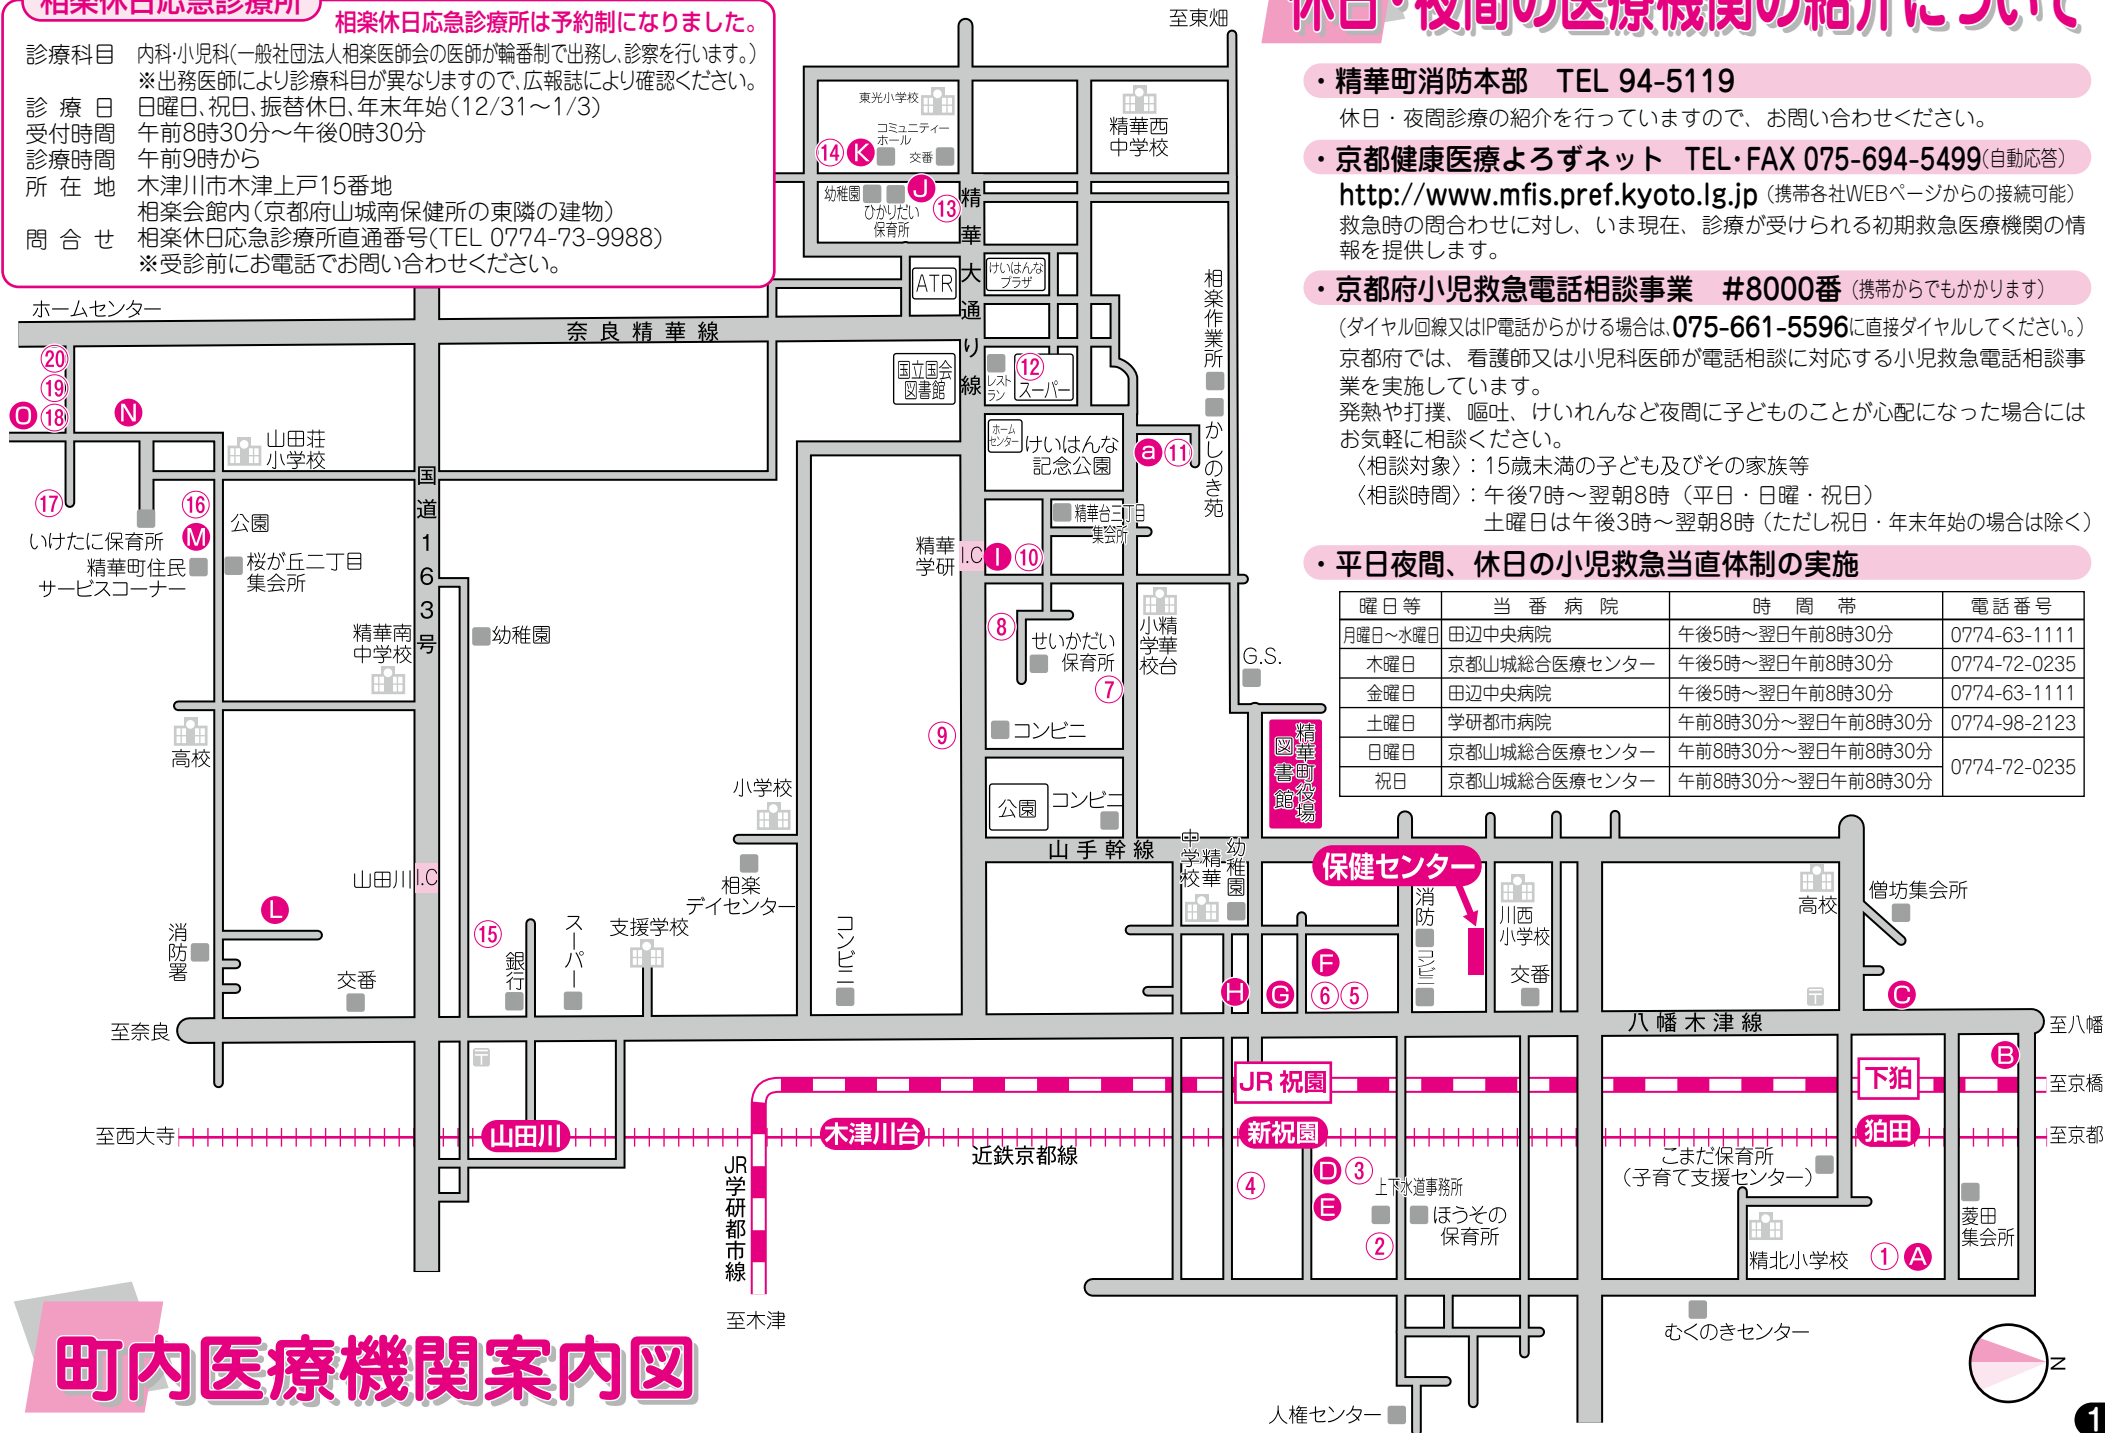 相楽休日応急診療所
相楽休日応急診療所は予約制になりました。
診療科目 内科・小児科(一般社団法人相楽医師会の医師が輪番制で出務し、診察を行います。)
※出務医師により診療科目が異なりますので、広報誌により確認ください。
診療日 日曜日、祝日、振替休日、年末年始(12/31〜1/3)
受付時間 午前8時30分〜午後0時30分
診療時間 午前9時から
所在地 木津川市木津上戸15番地
相楽会館内(京都府山城南保健所の東隣の建物)
問合せ 相楽休日応急診療所直通番号(TEL 0774-73-9988)
※受診前にお電話でお問い合わせください。
休日・夜間の医療機関の紹介について
・精華町消防本部 TEL 94-5119
休日・夜間診療の紹介を行っていますので、お問い合わせください。
・京都健康医療よろずネット TEL・FAX 075-694-5499(自動応答)
http://www.mfis.pref.kyoto.lg.jp(携帯各社WEBページからの接続可能)
救急時の問合わせに対し、いま現在、診療が受けられる初期救急医療機関の情
報を提供します。
・京都府小児救急電話相談事業 #8000番(携帯からでもかかります)
(ダイヤル回線又はIP電話からかける場合は、075-661-5596に直接ダイヤルしてください。)
京都府では、看護師又は小児科医師が電話相談に対応する小児救急電話相談事
業を実施しています。
発熱や打撲、嘔吐、けいれんなど夜間に子どものことが心配になった場合には
お気軽に相談ください。
〈相談対象〉:15歳未満の子ども及びその家族等
〈相談時間〉:午後7時〜翌朝8時(平日・日曜・祝日)
土曜日は午後3時〜翌朝8時(ただし祝日・年末年始の場合は除く)
・平日夜間、休日の小児救急当直体制の実施
曜日等 当番病院 時間帯 電話番号
月曜日〜水曜日 田辺中央病院 午後5時〜翌日午前8時30分 0774-63-1111
木曜日 京都山城総合医療センター 午後5時〜翌日午前8時30分 0774-72-0235
金曜日 田辺中央病院 午後5時〜翌日午前8時30分 0774-63-1111
土曜日 学研都市病院 午前8時30分〜翌日午前8時30分 0774-98-2123
日曜日 京都山城総合医療センター 午前8時30分〜翌日午前8時30分 0774-72-0235
祝日 京都山城総合医療センター 午前8時30分〜翌日午前8時30分
至東畑
東光小学校
コミュニティー
ホール
交番
⑭ K
精華西
中学校
幼稚園
ひかりだい
保育所
J
⑬
精華大通り線
ATR
けいはんな
プラザ
相楽作業所
かしのき苑
ホームセンター
奈良精華線
国立国会
図書館
レスト
ラン
⑫
スーパー
⑳
⑲
O ⑱
N
山田荘
小学校
ホーム
センター
けいはんな
記念公園
a ⑪
⑰
⑯
M
公園
いけたに保育所
精華町住民
サービスコーナー
桜が丘二丁目
集会所
国道163号
精華台三丁目
集会所
精華
学研
I.C
I ⑩
精華南
中学校
幼稚園
⑧
せいかだい
保育所
精華台
小学校
⑦
G.S.
高校
⑨
コンビニ
精華町役場
図書館
小学校
公園
コンビニ
山手幹線
精華
中学校
幼稚園
保健センター
山田川
I.C
相楽
デイセンター
消防
コンビニ
川西
小学校
交番
高校
僧坊集会所
L
消防署
交番
⑮
銀行
スーパー
支援学校
コンビニ
F
H
G
⑥⑤
〒
C
至奈良
八幡木津線
至八幡
〒
B
JR 祝園
下狛
至京橋
至西大寺
山田川
木津川台
近鉄京都線
新祝園
狛田
至京都
JR学研都市線
至木津
④
D ③
E
上下水道事務所
ほうその
保育所
②
こまだ保育所
(子育て支援センター)
精北小学校
① A
菱田
集会所
むくのきセンター
人権センター
町内医療機関案内図
Z
1